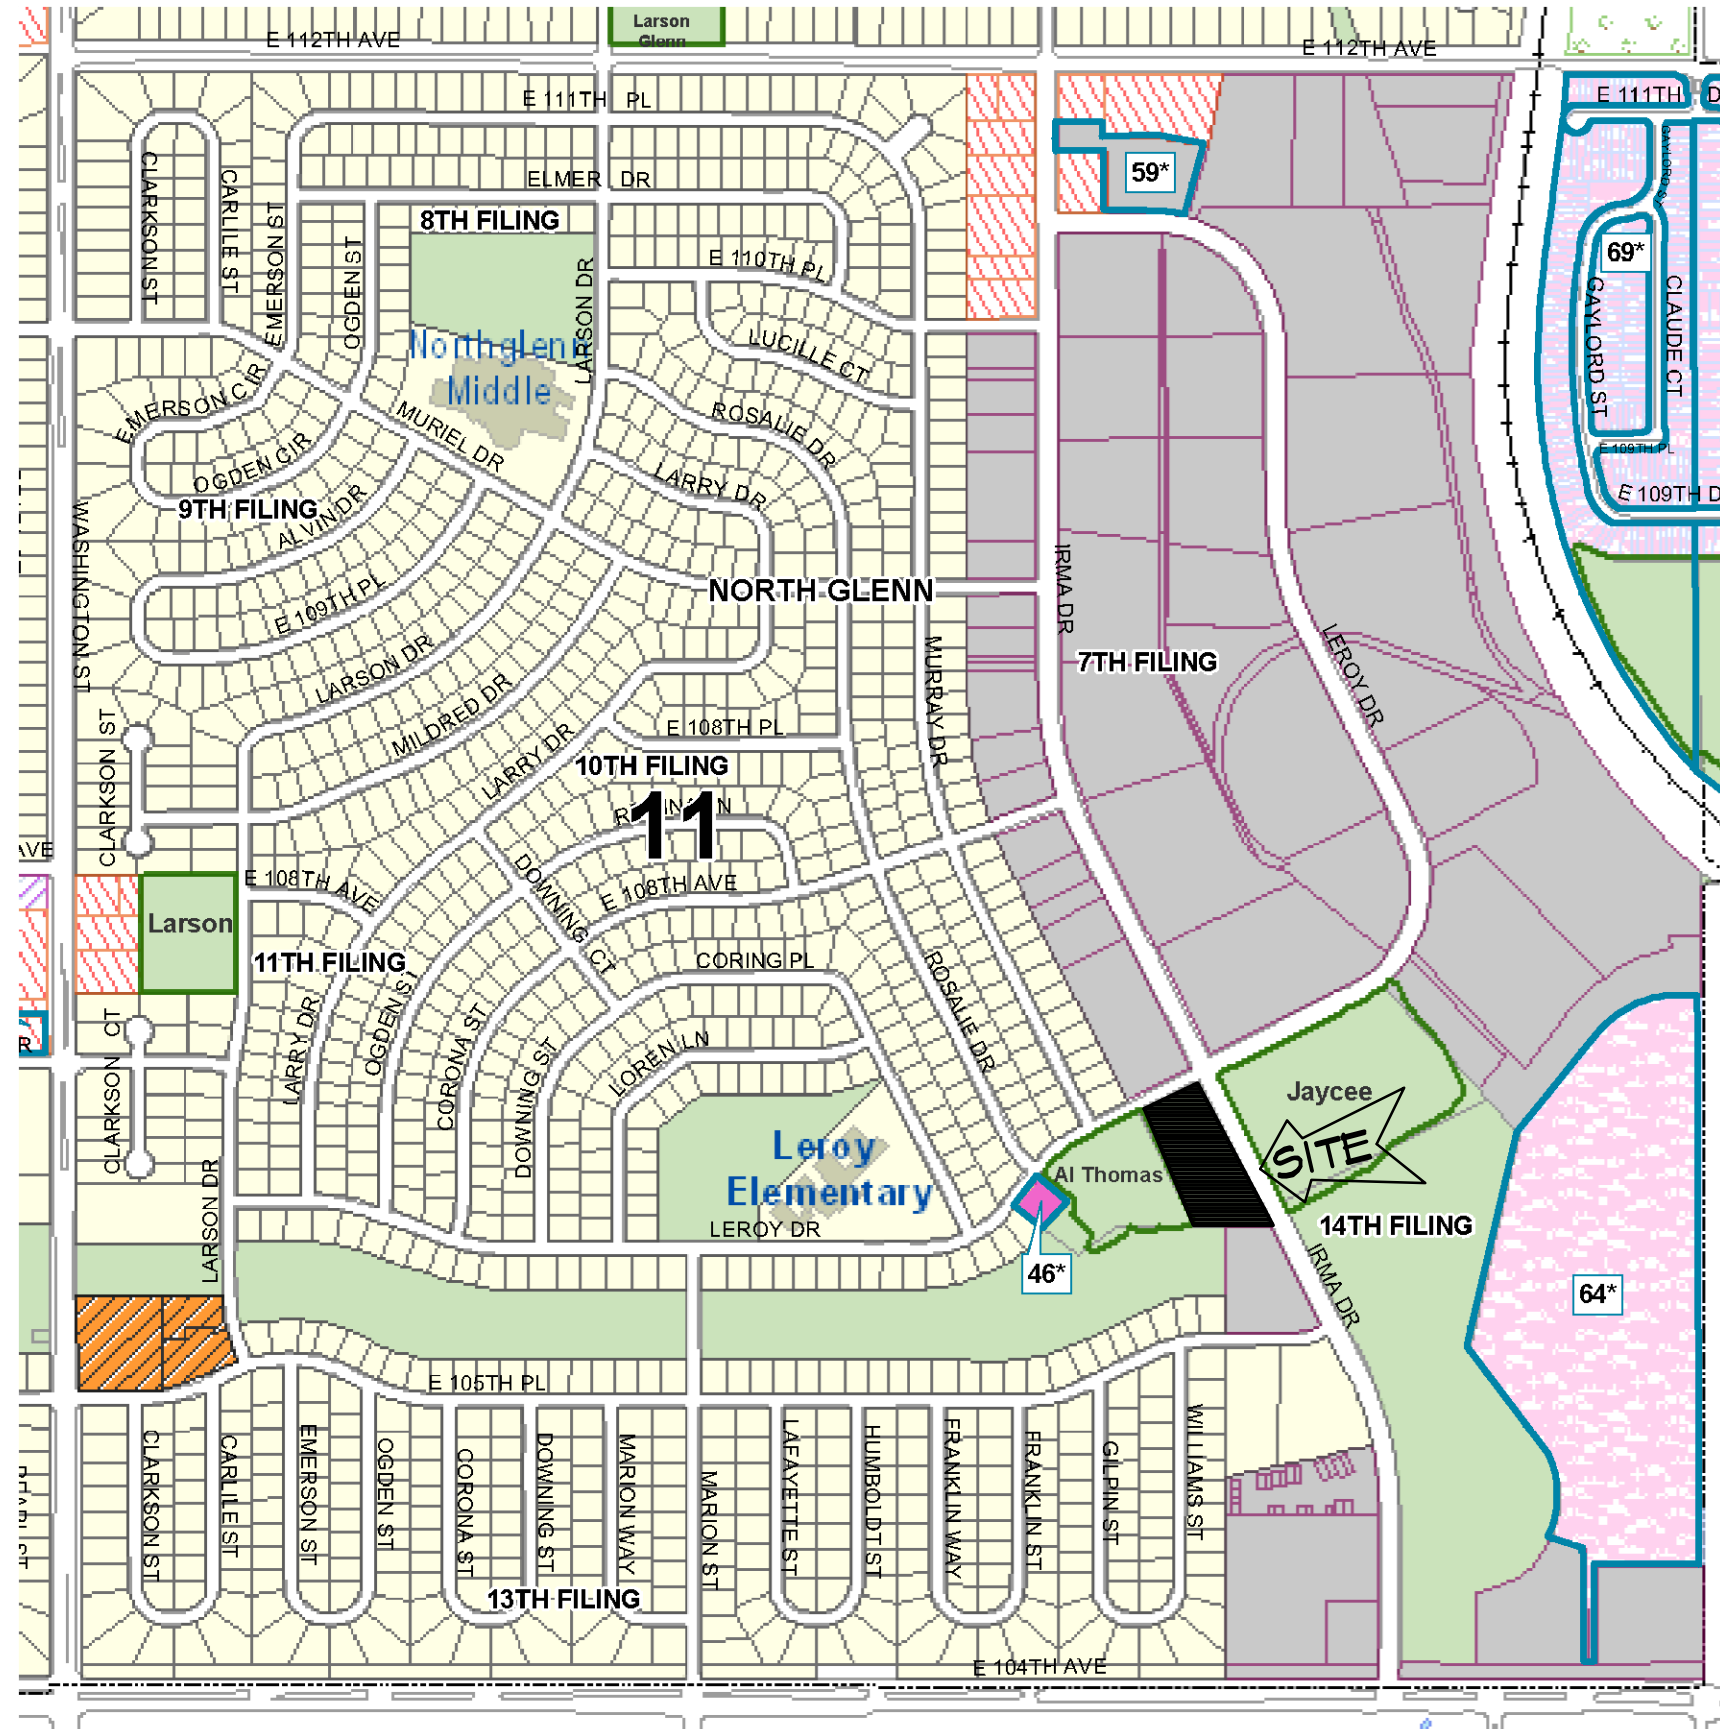 Larson
Glenn
E 112TH AVE
E 112TH AVE
E 111TH PL
E 111TH D
CLARKSON ST
CARLILE ST
EMERSON ST
OGDEN ST
ELMER DR
8TH FILING
LARSON DR
E 110TH PL
LUCILLE CT
59*
69*
GAYLORD ST
GAYLORD ST
CLAUDE CT
E 109TH PL
E 109TH D
Northglenn
Middle
EMERSON CIR
OGDEN CIR
MURIEL DR
ROSALIE DR
LARRY DR
9TH FILING
ALVIN DR
WASHINGTON ST
E 109TH PL
NORTH GLENN
IRMA DR
LARSON DR
MILDRED DR
LARRY DR
MURRAY DR
7TH FILING
LEROY DR
CLARKSON ST
E 108TH PL
10TH FILING
11
AVE
E 108TH AVE
DOWNING CT
E 108TH AVE
Larson
11TH FILING
CORING PL
ROSALIE DR
LARRY DR
OGDEN ST
CORONA ST
DOWNING ST
LOREN LN
CLARKSON CT
R
Jaycee
SITE
Leroy
Elementary
Al Thomas
LEROY DR
LARSON DR
14TH FILING
46*
IRMA DR
64*
E 105TH PL
CLARKSON ST
CARLILE ST
EMERSON ST
OGDEN ST
CORONA ST
DOWNING ST
MARION WAY
MARION ST
LAFAYETTE ST
HUMBOLDT ST
FRANKLIN WAY
FRANKLIN ST
GILPIN ST
WILLIAMS ST
13TH FILING
E 104TH AVE